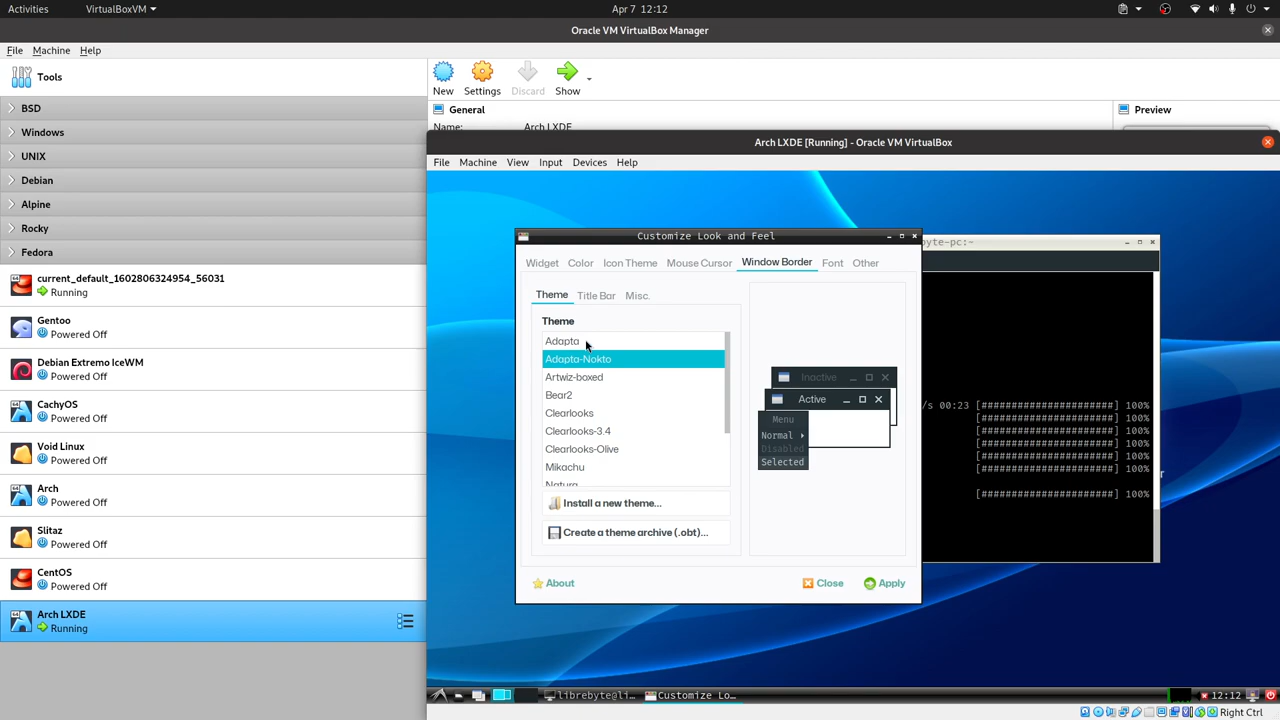 Activities VirtualBoxVM Apr 7 12:12
Oracle VM VirtualBox Manager
File Machine Help
Tools
New Settings Discard Show
BSD
Windows
UNIX
Debian
Alpine
Rocky
Fedora
current_default_1602806324954_56031
Running
Gentoo
Powered Off
Debian Extremo IceWM
Powered Off
CachyOS
Powered Off
Void Linux
Powered Off
Arch
Powered Off
Slitaz
Powered Off
CentOS
Powered Off
Arch LXDE
Running
General
Name: Arch LXDE
Preview
Arch LXDE [Running] - Oracle VM VirtualBox
File Machine View Input Devices Help
Customize Look and Feel
Widget Color Icon Theme Mouse Cursor Window Border Font Other
Theme Title Bar Misc.
Theme
Adapta
Adapta-Nokto
Artwiz-boxed
Bear2
Clearlooks
Clearlooks-3.4
Clearlooks-Olive
Mikachu
Natura
Install a new theme...
Create a theme archive (.obt)...
Inactive
Active
Menu
Normal
Disabled
Selected
About Close Apply
byte-pc:~
/s 00:23 [######################] 100%
[######################] 100%
[######################] 100%
[######################] 100%
[######################] 100%
[######################] 100%
[######################] 100%
librebyte@li... Customize Lo... 12:12
Right Ctrl